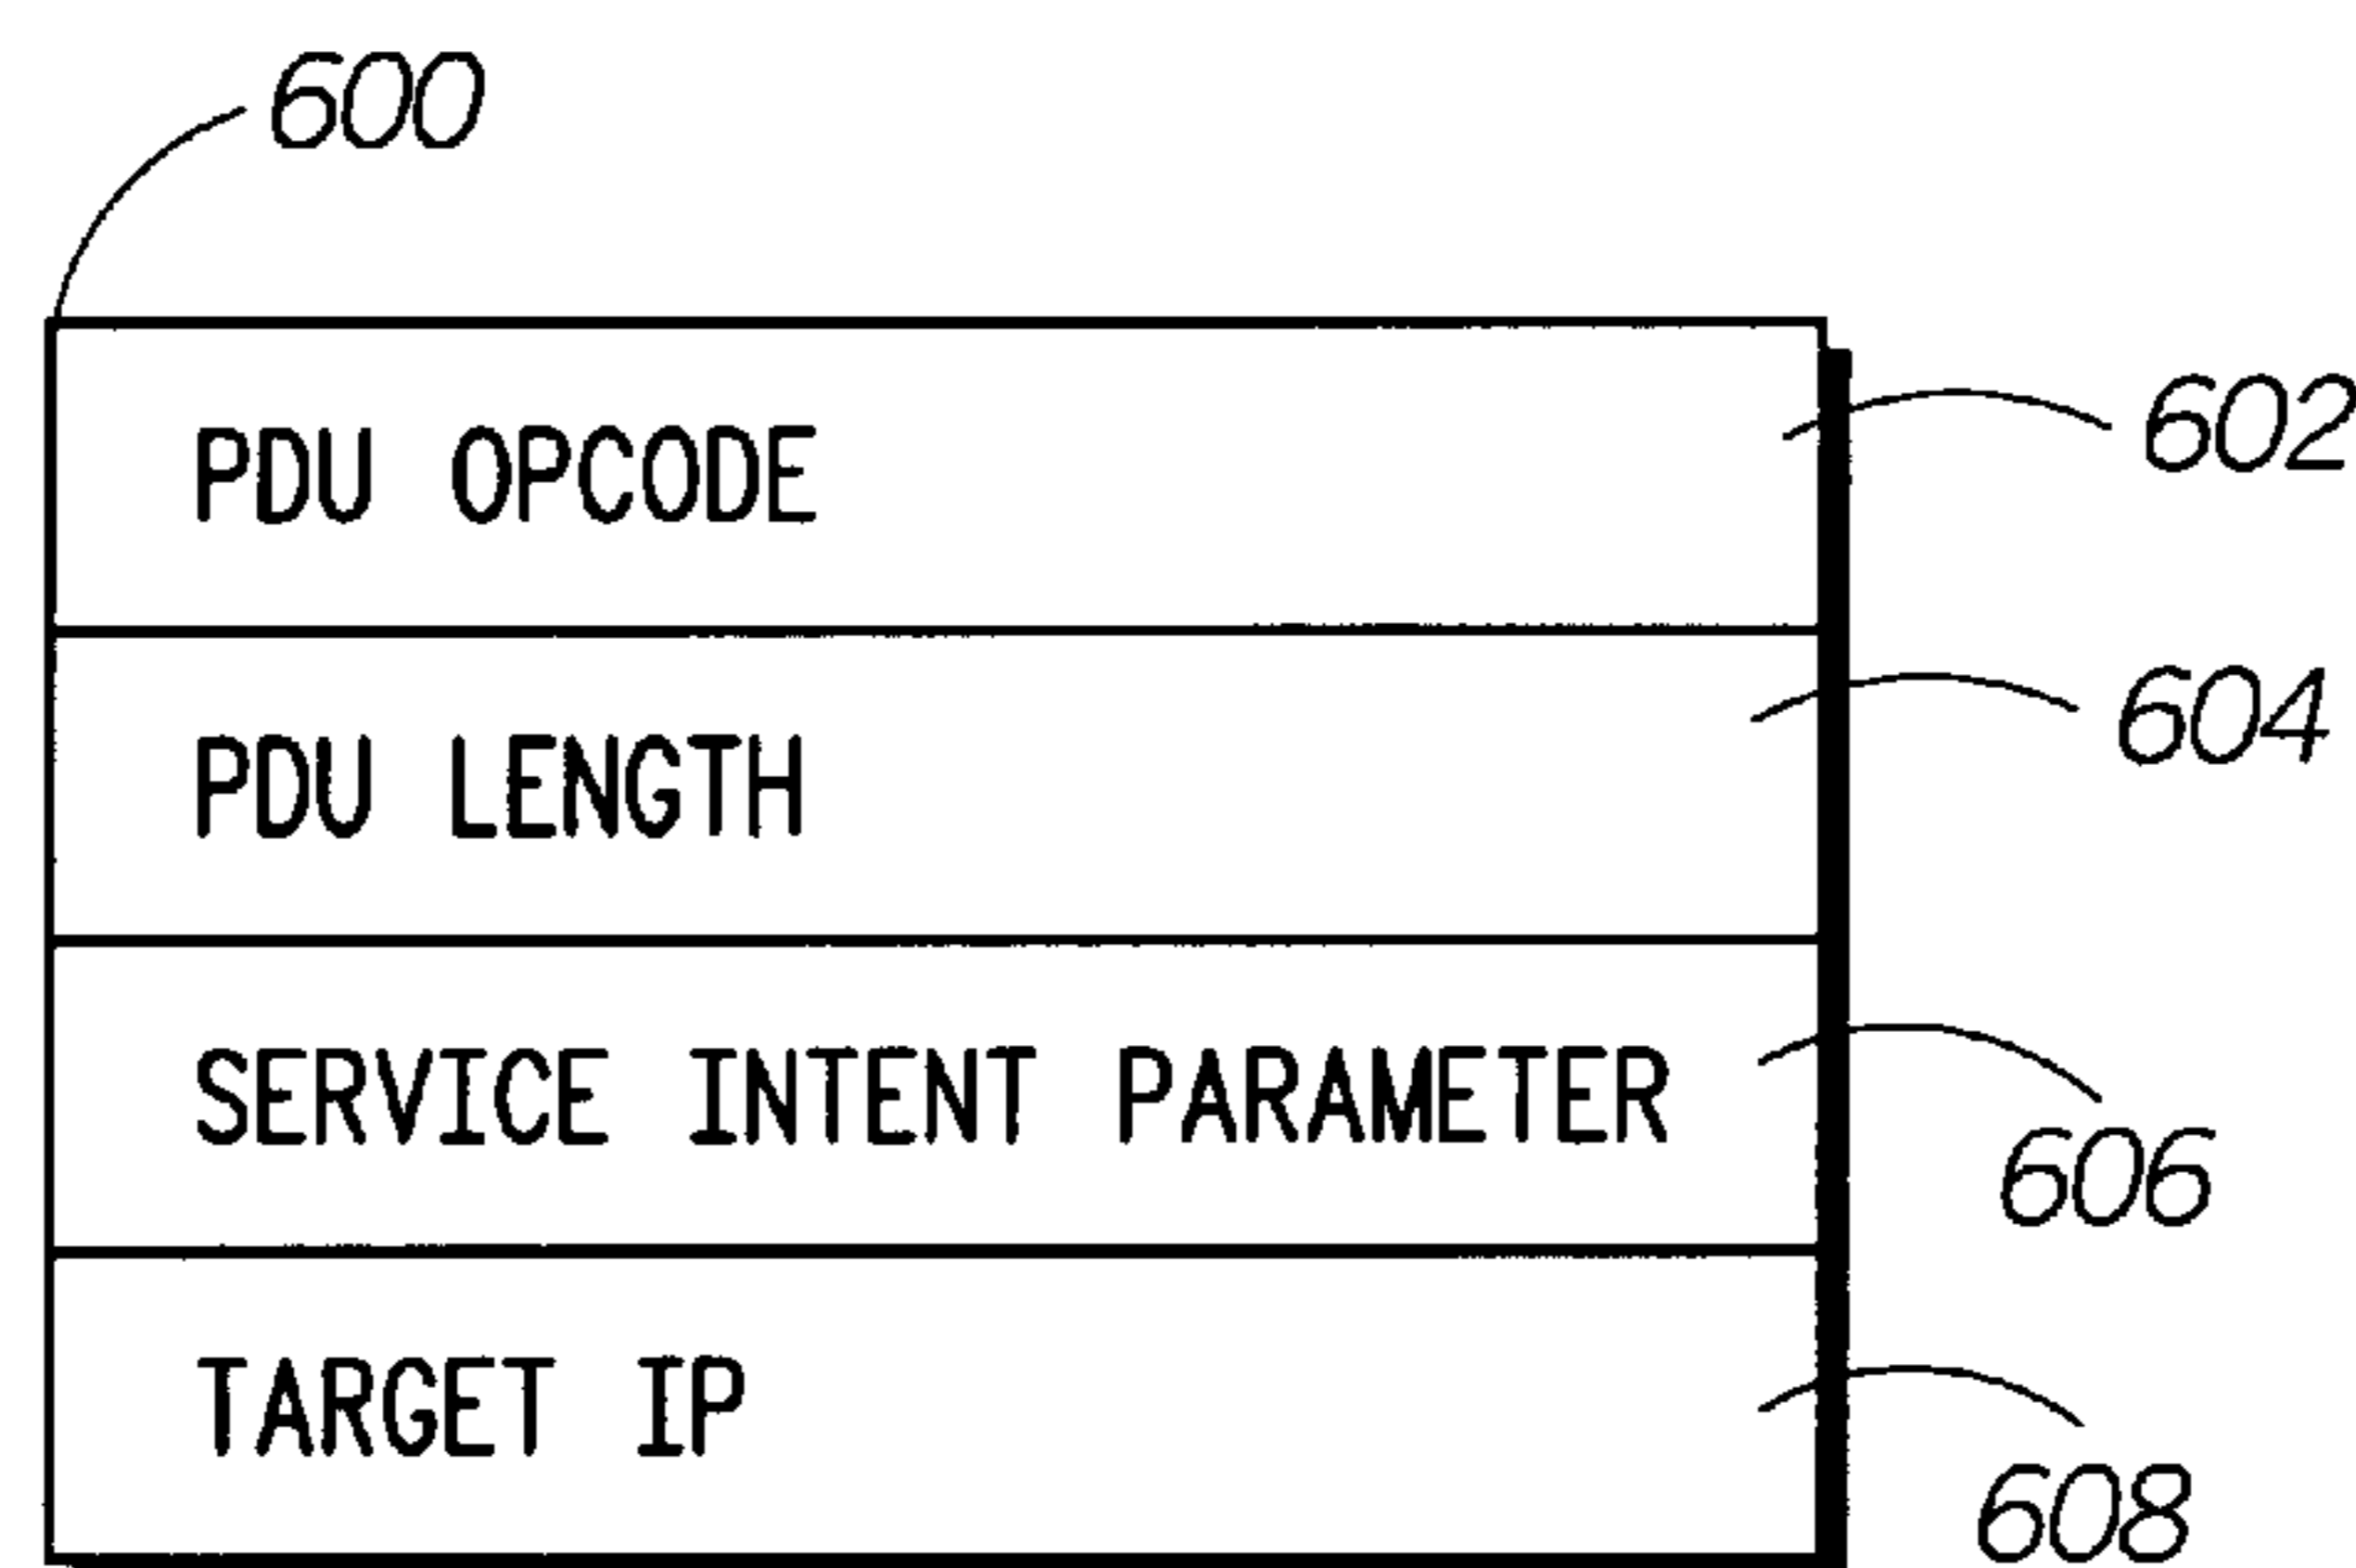 600
PDU OPCODE 602
PDU LENGTH 604
SERVICE INTENT PARAMETER 606
TARGET IP 608